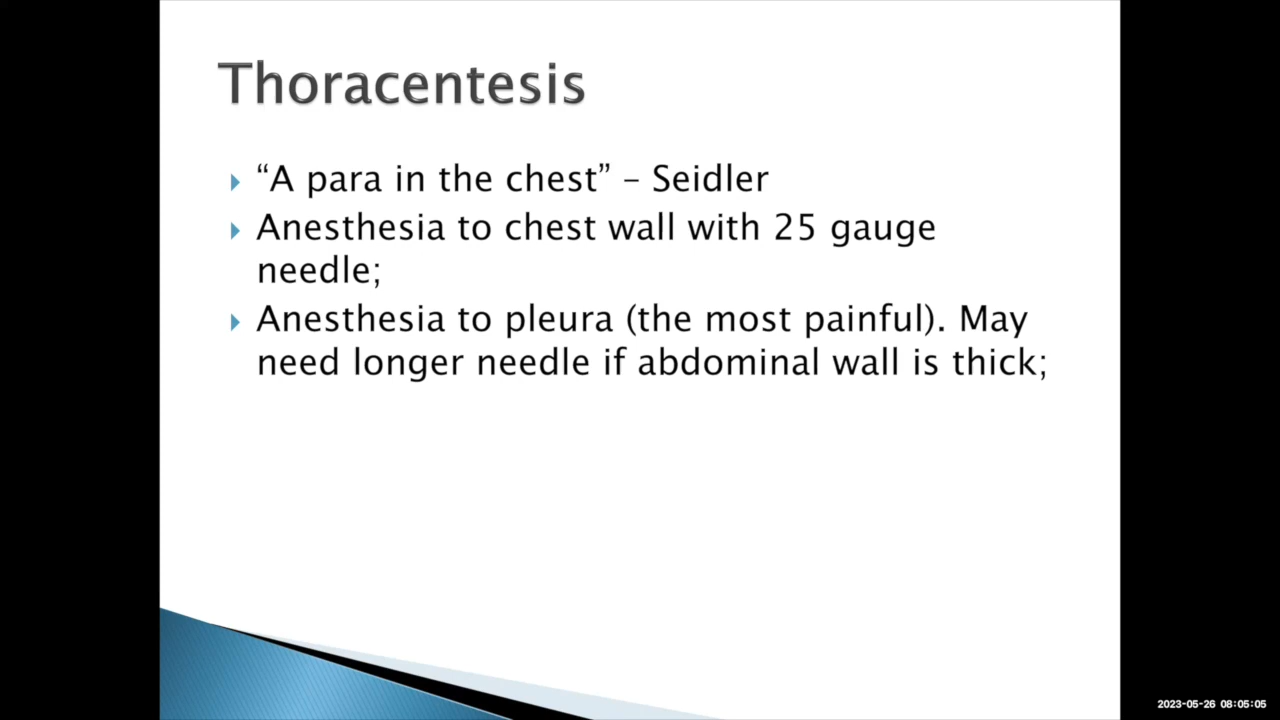 Thoracentesis
“A para in the chest” – Seidler
Anesthesia to chest wall with 25 gauge
needle;
Anesthesia to pleura (the most painful). May
need longer needle if abdominal wall is thick;
2023-05-26 08:05:05